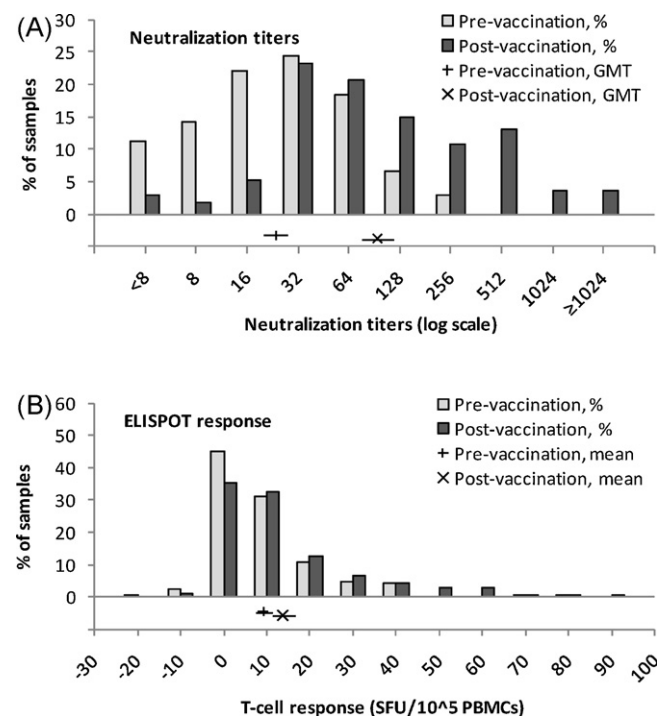 (A)
30
25
20
15
10
5
0
% of ssamples
Neutralization titers
Pre-vaccination, %
Post-vaccination, %
Pre-vaccination, GMT
Post-vaccination, GMT
<8 8 16 32 64 128 256 512 1024 ≥1024
Neutralization titers (log scale)
(B)
60
50
40
30
20
10
0
% of samples
ELISPOT response
Pre-vaccination, %
Post-vaccination, %
Pre-vaccination, mean
Post-vaccination, mean
-30 -20 -10 0 10 20 30 40 50 60 70 80 90 100
T-cell response (SFU/10^5 PBMCs)